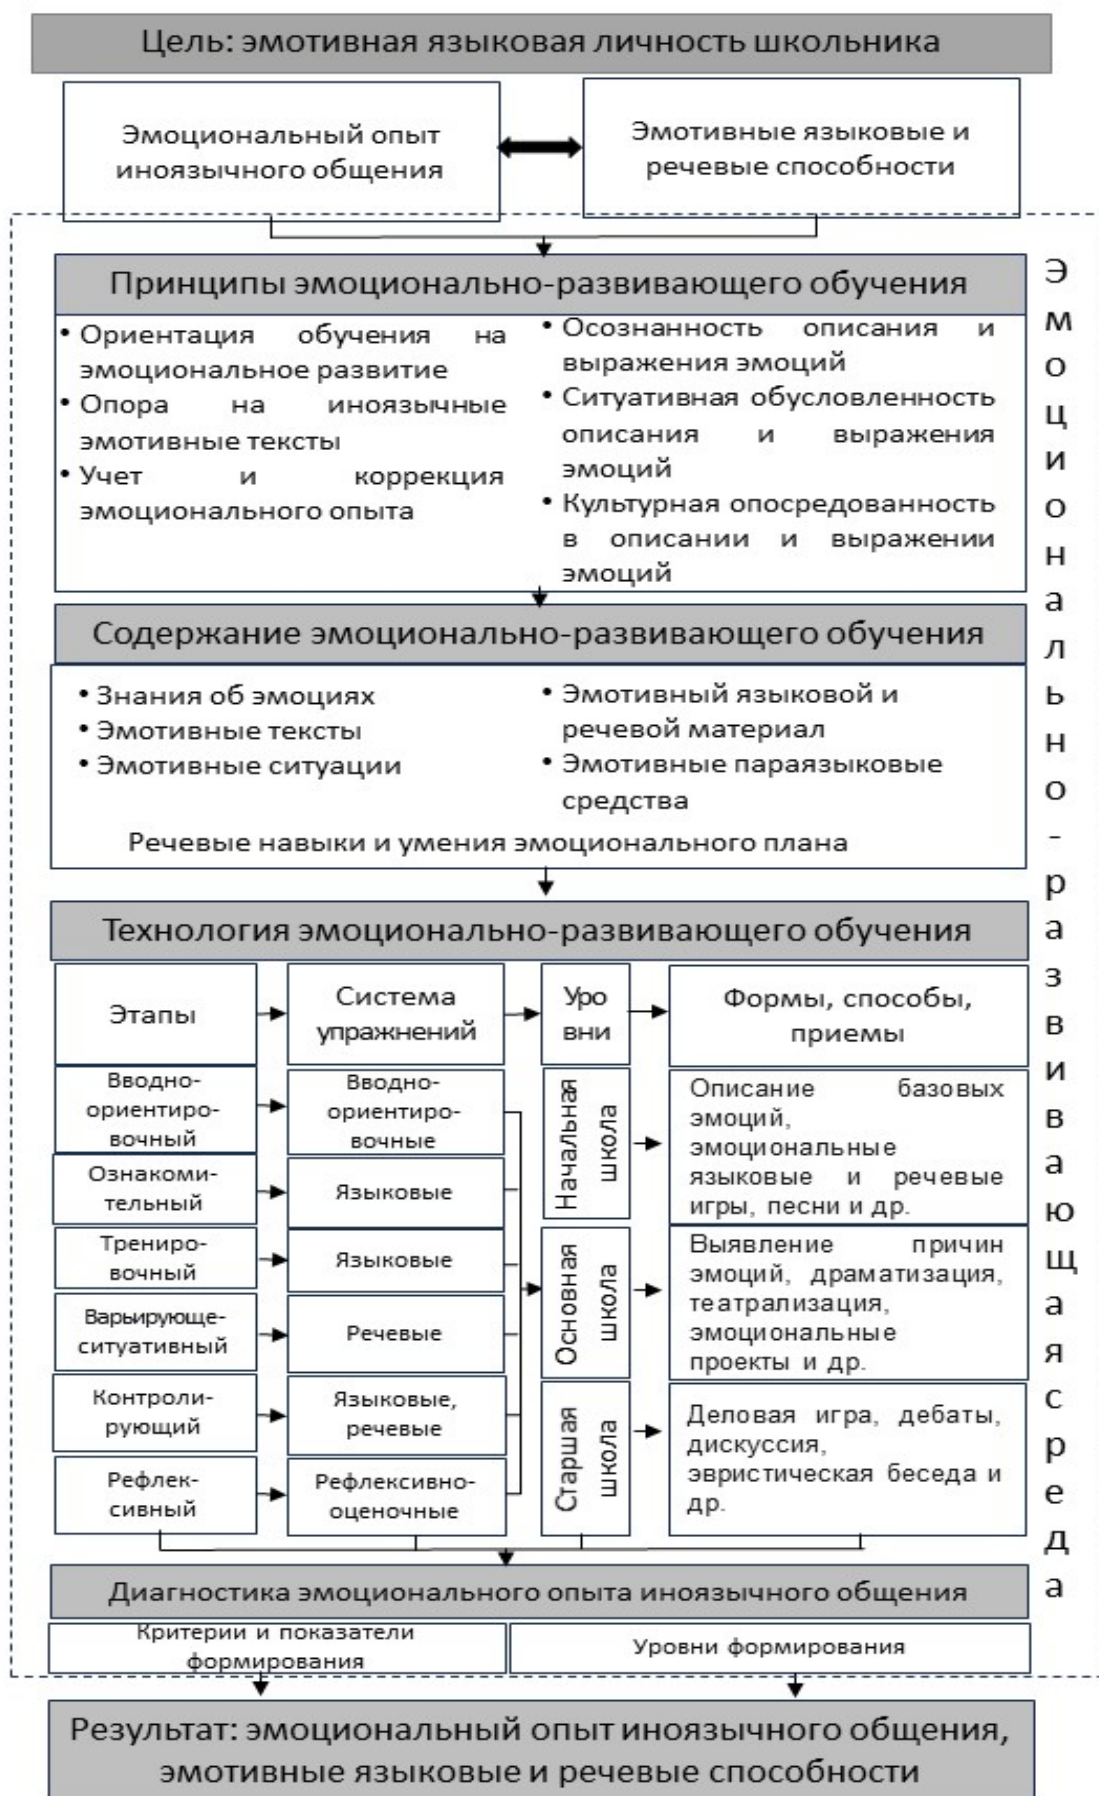 Цель: эмотивная языковая личность школьника
Эмоциональный опыт
иноязычного общения
Эмотивные языковые и
речевые способности
Принципы эмоционально-развивающего обучения
• Ориентация обучения на
эмоциональное развитие
• Опора на иноязычные
эмотивные тексты
• Учет и коррекция
эмоционального опыта
• Осознанность описания и
выражения эмоций
• Ситуативная обусловленность
описания и выражения
эмоций
• Культурная опосредованность
в описании и выражении
эмоций
Содержание эмоционально-развивающего обучения
• Знания об эмоциях
• Эмотивные тексты
• Эмотивные ситуации
• Эмотивный языковой и
речевой материал
• Эмотивные параязыковые
средства
Речевые навыки и умения эмоционального плана
Технология эмоционально-развивающего обучения
Этапы
Система
упражнений
Уро
вни
Формы, способы,
приемы
Вводно-
ориентиро-
вочный
Вводно-
ориентиро-
вочные
Ознакоми-
тельный
Языковые
Трениро-
вочный
Языковые
Варьирующе-
ситуативный
Речевые
Контроли-
рующий
Языковые,
речевые
Рефлек-
сивный
Рефлексивно-
оценочные
Начальная
школа
Описание базовых
эмоций,
эмоциональные
языковые и речевые
игры, песни и др.
Основная
школа
Выявление причин
эмоций, драматизация,
театрализация,
эмоциональные
проекты и др.
Старшая
школа
Деловая игра, дебаты,
дискуссия,
эвристическая беседа и
др.
Диагностика эмоционального опыта иноязычного общения
Критерии и показатели
формирования
Уровни формирования
Эмоционально-развивающая среда
Результат: эмоциональный опыт иноязычного общения,
эмотивные языковые и речевые способности